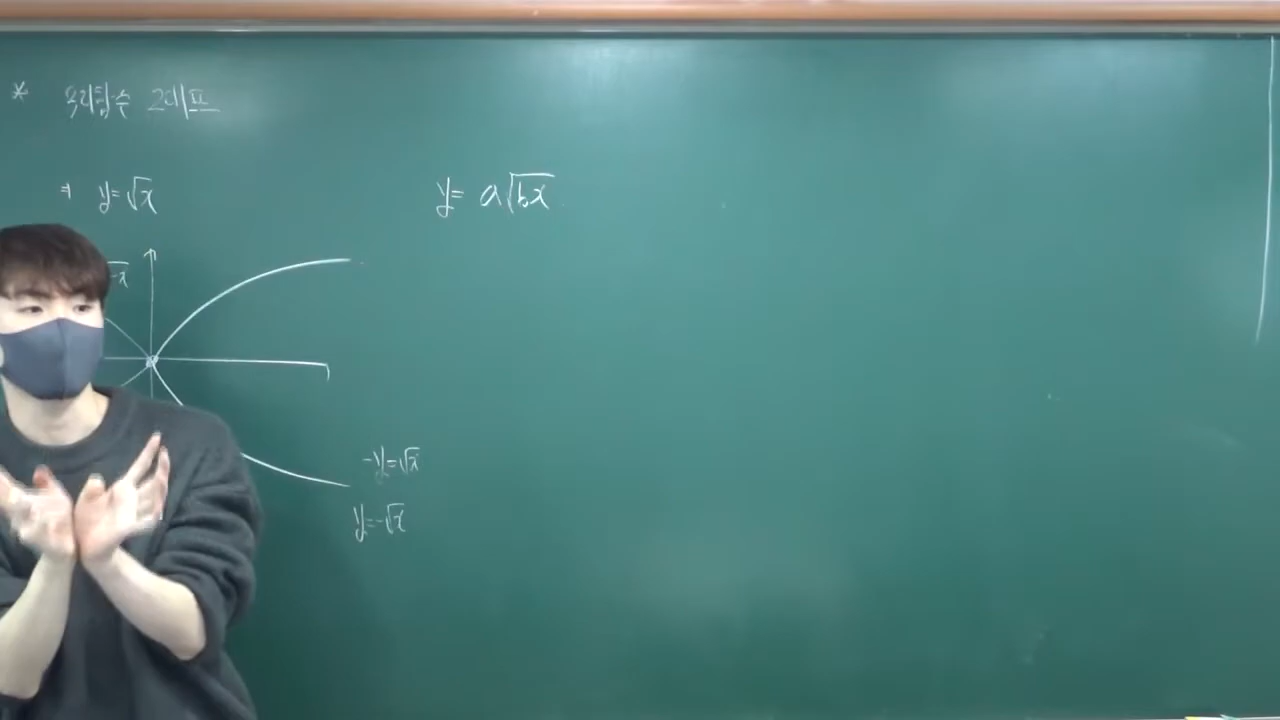 * 무리함수 그래프
⇒ y=√x
y= a√bx
√-x
-y=√x
y=-√x